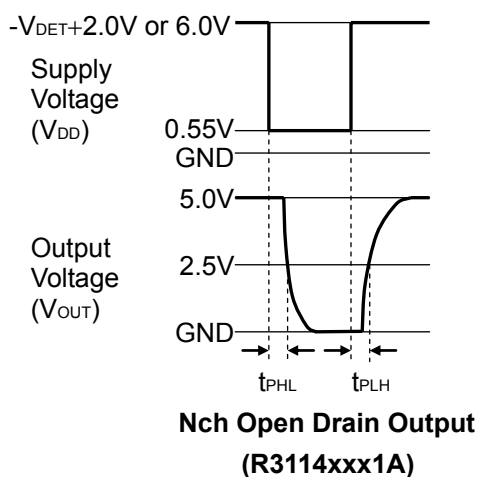 -VDET+2.0V or 6.0V
Supply
Voltage
(VDD)
0.55V
GND
5.0V
Output
Voltage
(VOUT)
2.5V
GND
tPHL
tPLH
Nch Open Drain Output
(R3114xxx1A)